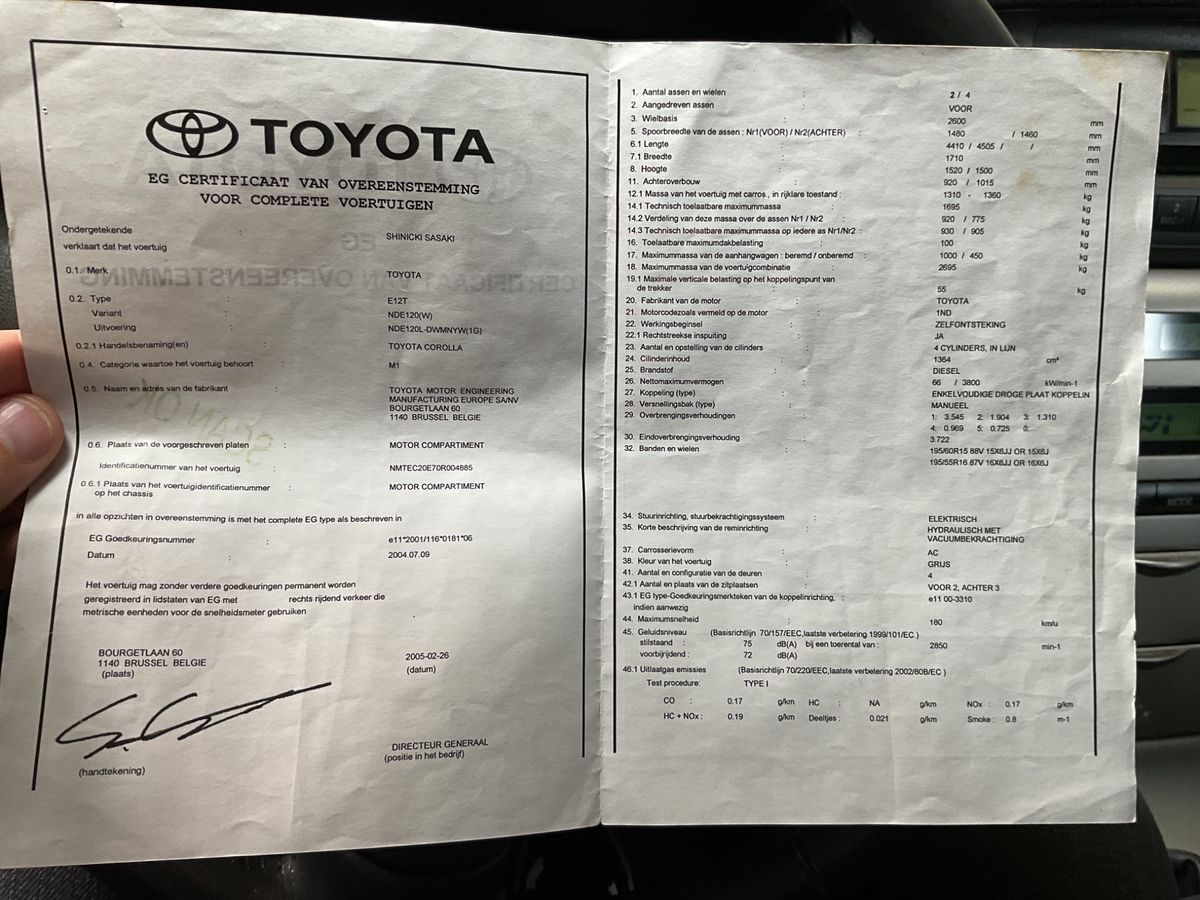 TOYOTA
EG CERTIFICAAT VAN OVEREENSTEMMING
VOOR COMPLETE VOERTUIGEN
Ondergetekende : SHINICKI SASAKI
verklaart dat het voertuig
0.1. Merk TOYOTA
0.2. Type : E12T
Variant : NDE120(W)
Uitvoering : NDE120L-DWMNYW(1G)
0.2.1 Handelsbenaming(en) : TOYOTA COROLLA
0.4. Categorie waartoe het voertuig behoort : M1
0.5. Naam en adres van de fabrikant : TOYOTA MOTOR ENGINEERING
MANUFACTURING EUROPE SA/NV
BOURGETLAAN 60
1140 BRUSSEL BELGIE
0.6. Plaats van de voorgeschreven platen : MOTOR COMPARTIMENT
Identificatienummer van het voertuig : NMTEC20E70R004885
0.6.1 Plaats van het voertuigidentificatienummer : MOTOR COMPARTIMENT
op het chassis
in alle opzichten in overeenstemming is met het complete EG type als beschreven in
EG Goedkeuringsnummer : e11*2001/116*0181*06
Datum : 2004.07.09
Het voertuig mag zonder verdere goedkeuringen permanent worden
geregistreerd in lidstaten van EG met rechts rijdend verkeer die
metrische eenheden voor de snelheidsmeter gebruiken
BOURGETLAAN 60
1140 BRUSSEL BELGIE 2005-02-26
(plaats) (datum)
DIRECTEUR GENERAAL
(handtekening) (positie in het bedrijf)
1. Aantal assen en wielen : 2 / 4
2. Aangedreven assen : VOOR
3. Wielbasis : 2600 mm
5. Spoorbreedte van de assen : Nr1(VOOR) / Nr2(ACHTER) : 1480 / 1460 mm
6.1 Lengte : 4410 / 4505 / / mm
7.1 Breedte : 1710 mm
8. Hoogte : 1520 / 1500 mm
11. Achteroverbouw : 920 / 1015 mm
12.1 Massa van het voertuig met carros., in rijklare toestand : 1310 - 1360 kg
14.1 Technisch toelaatbare maximummassa : 1695 kg
14.2 Verdeling van deze massa over de assen Nr1 / Nr2 : 920 / 775 kg
14.3 Technisch toelaatbare maximummassa op iedere as Nr1/Nr2 : 930 / 905 kg
16. Toelaatbare maximumdakbelasting : 100 kg
17. Maximummassa van de aanhangwagen : beremd / onberemd : 1000 / 450 kg
18. Maximummassa van de voertuigcombinatie : 2695 kg
19.1 Maximale verticale belasting op het koppelingspunt van
de trekker : 55 kg
20. Fabrikant van de motor : TOYOTA
21. Motorcodezoals vermeld op de motor : 1ND
22. Werkingsbeginsel : ZELFONTSTEKING
22.1 Rechtstreekse inspuiting : JA
23. Aantal en opstelling van de cilinders : 4 CYLINDERS, IN LIJN
24. Cilinderinhoud : 1364 cm³
25. Brandstof : DIESEL
26. Nettomaximumvermogen : 66 / 3800 kW/min-1
27. Koppeling (type) : ENKELVOUDIGE DROGE PLAAT KOPPELIN
28. Versnellingsbak (type) : MANUEEL
29. Overbrengingsverhoudingen : 1: 3.545 2: 1.904 3: 1.310
4: 0.969 5: 0.725 6:
30. Eindoverbrengingsverhouding : 3.722
32. Banden en wielen : 195/60R15 88V 15X6JJ OR 15X6J
195/55R16 87V 16X6JJ OR 16X6J
34. Stuurinrichting, stuurbekrachtigingssysteem : ELEKTRISCH
35. Korte beschrijving van de reminrichting : HYDRAULISCH MET
VACUUMBEKRACHTIGING
37. Carrosserievorm : AC
38. Kleur van het voertuig : GRIJS
41. Aantal en configuratie van de deuren : 4
42.1 Aantal en plaats van de zitplaatsen : VOOR 2, ACHTER 3
43.1 EG type-Goedkeuringsmerkteken van de koppelinrichting, : e11 00-3310
indien aanwezig
44. Maximumsnelheid : 180 km/u
45. Geluidsniveau (Basisrichtlijn 70/157/EEC,laatste verbetering 1999/101/EC )
stilstaand : 75 dB(A) bij een toerental van : 2850 min-1
voorbijrijdend : 72 dB(A)
46.1 Uitlaatgas emissies (Basisrichtlijn 70/220/EEC,laatste verbetering 2002/80B/EC )
Test procedure: TYPE I
CO : 0.17 g/km HC : NA g/km NOx : 0.17 g/km
HC + NOx : 0.19 g/km Deeltjes : 0.021 g/km Smoke : 0.8 m-1